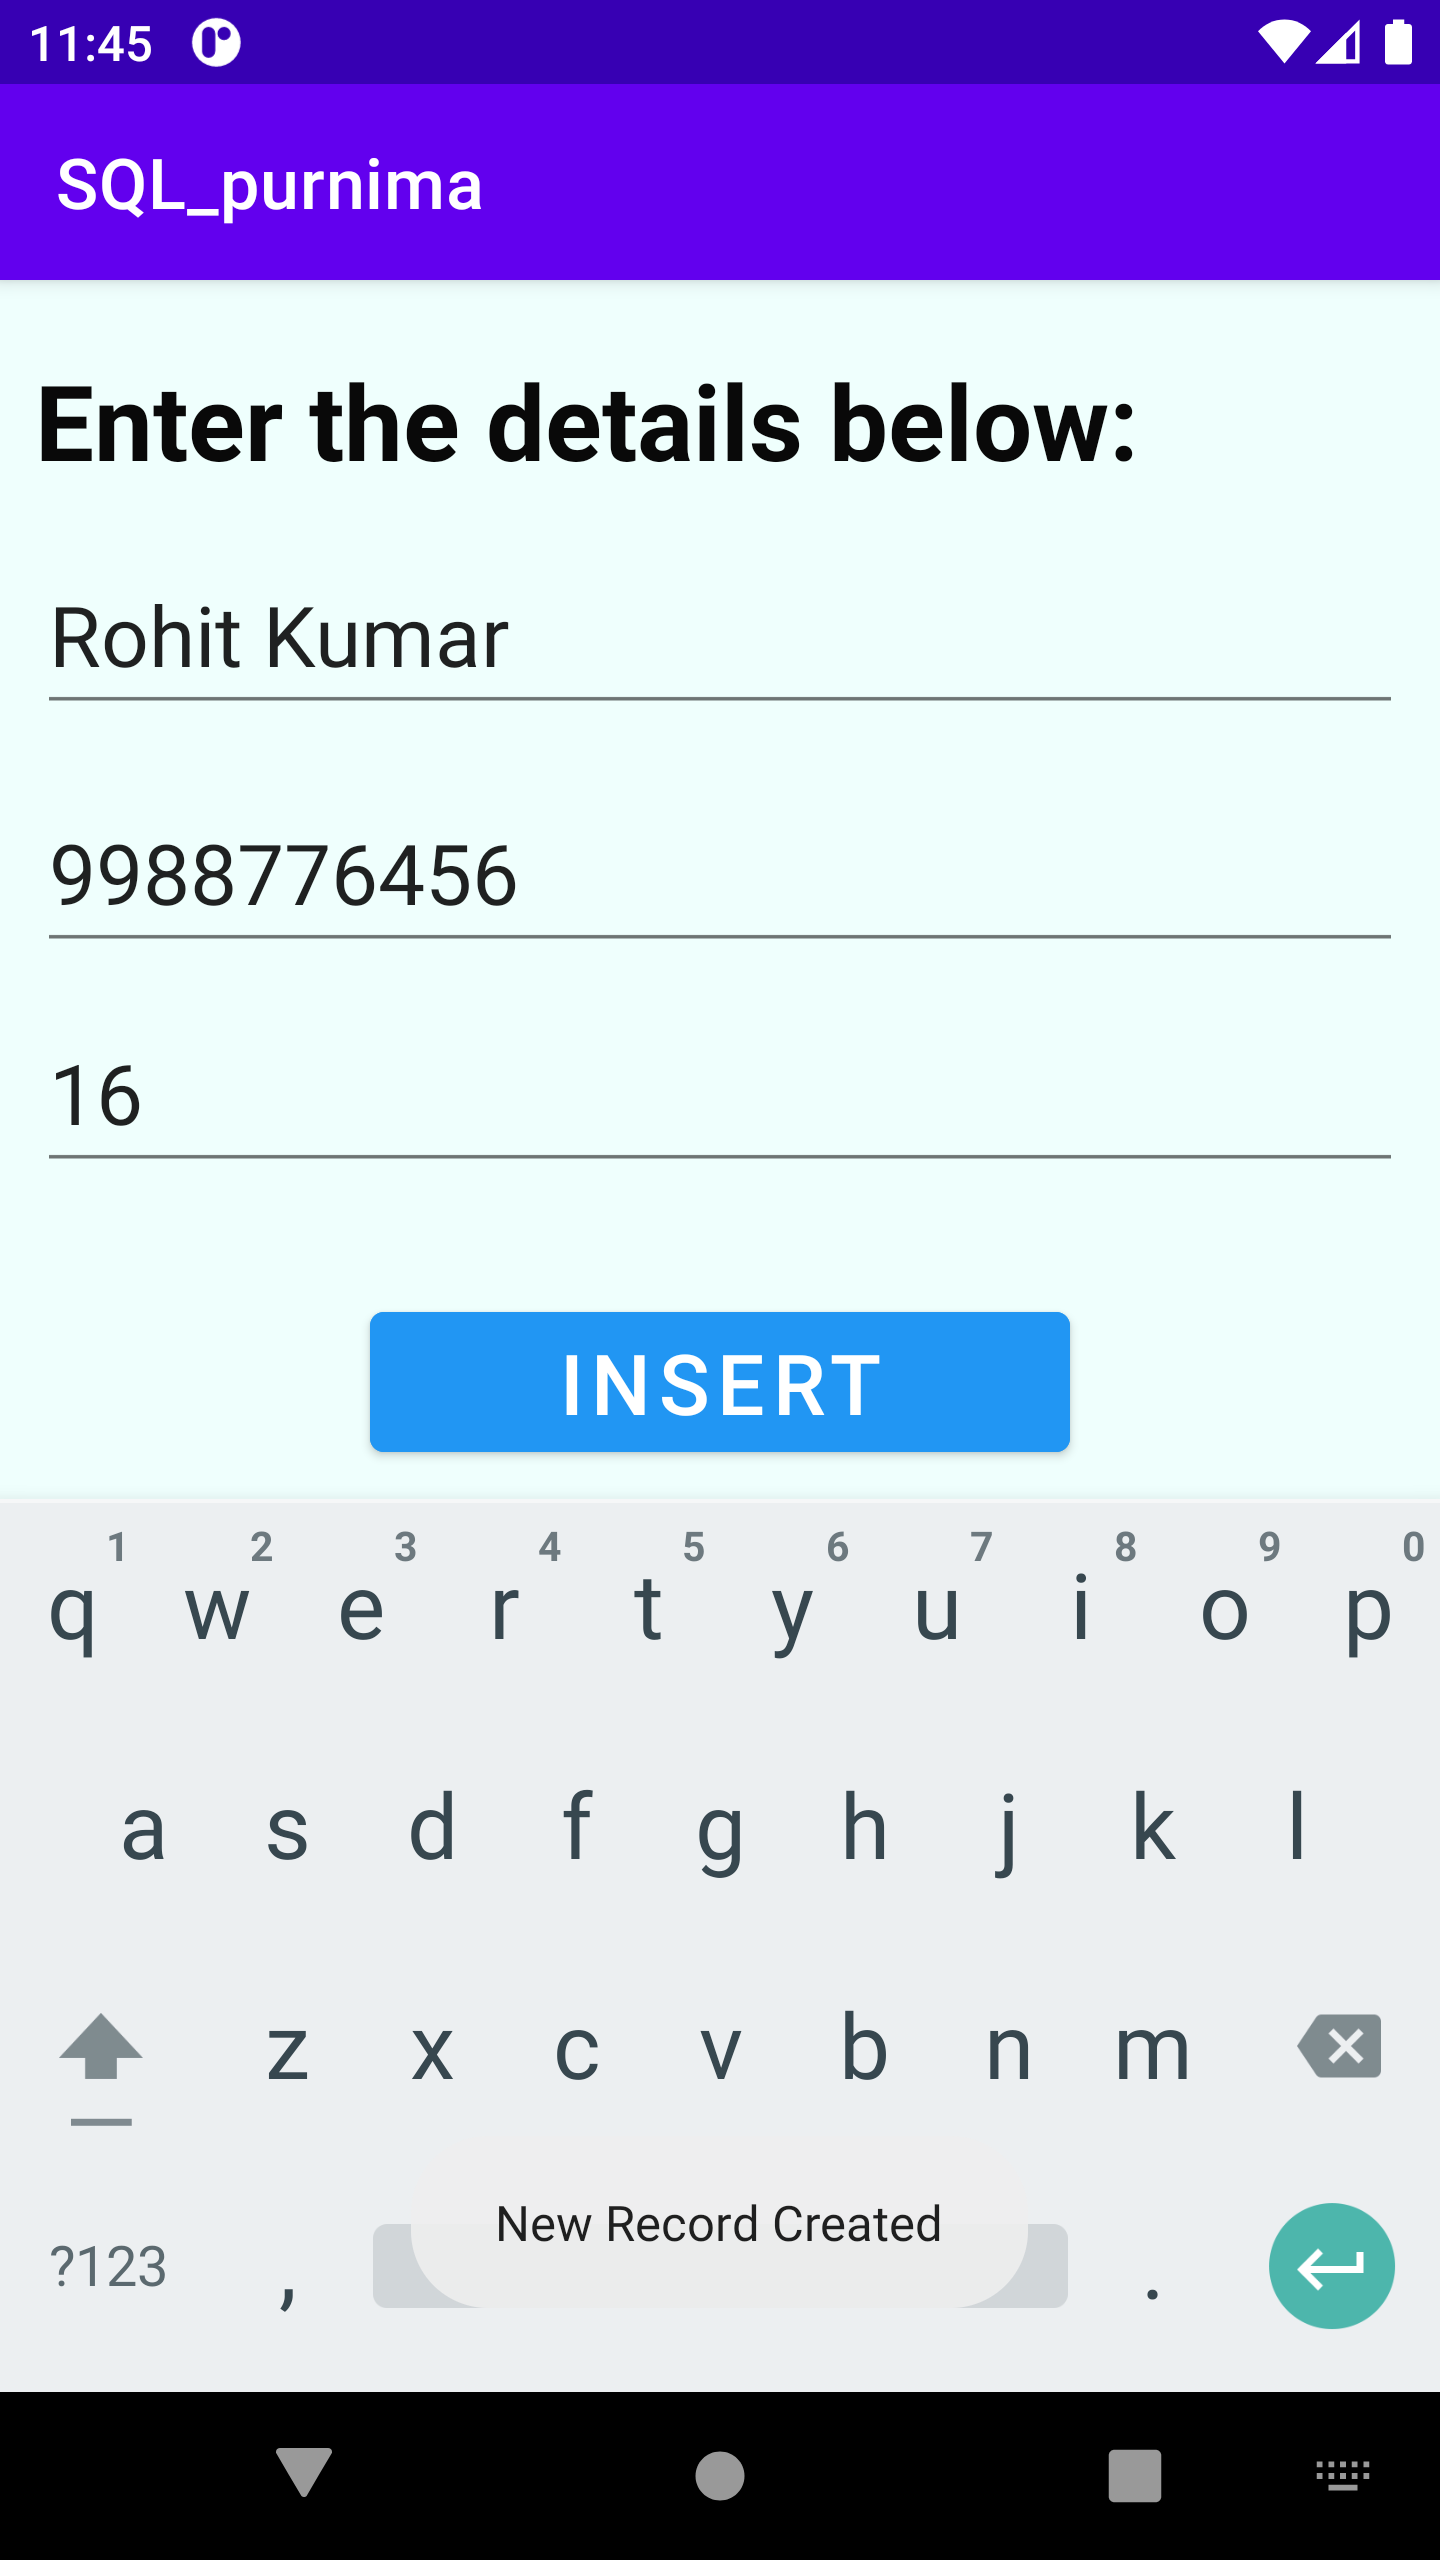 11:45
SQL_purnima
Enter the details below:
Rohit Kumar
9988776456
16
INSERT
1 2 3 4 5 6 7 8 9 0
q w e r t y u i o p
a s d f g h j k l
z x c v b n m
New Record Created
?123 , .